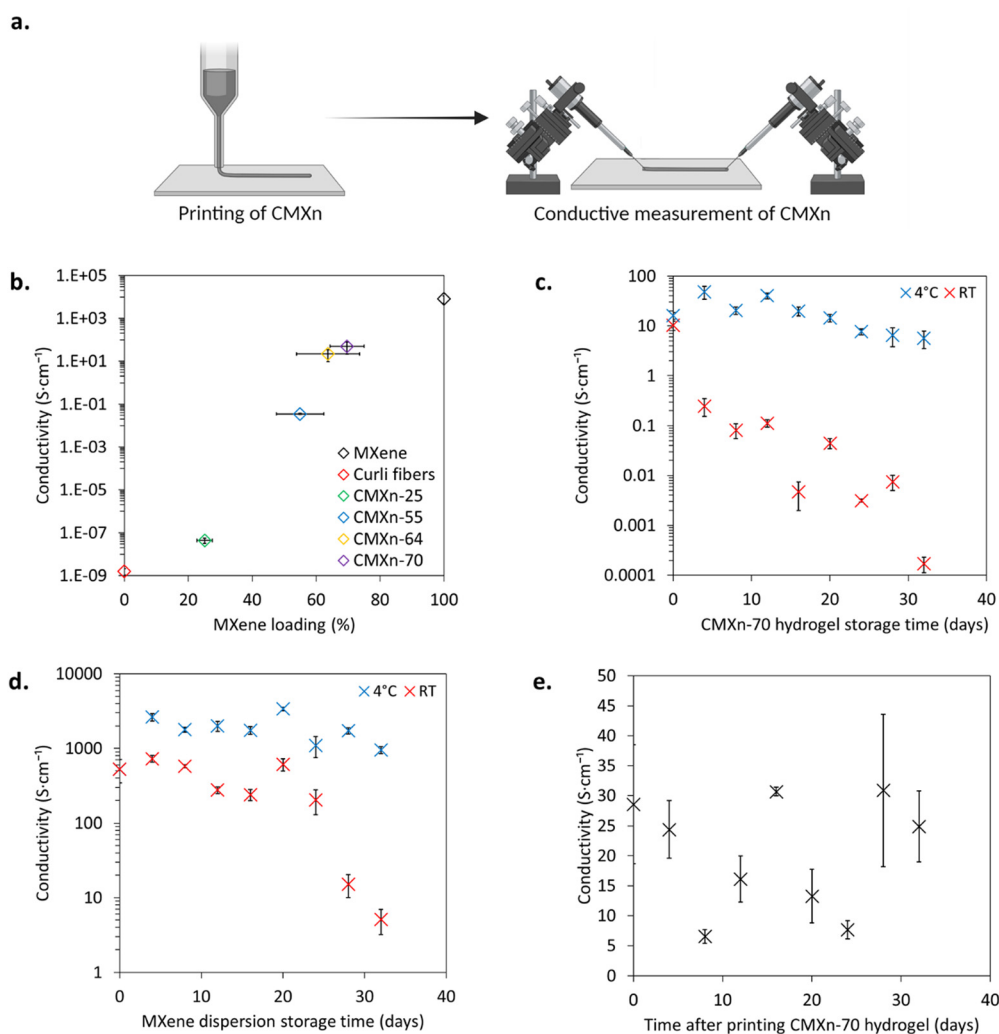 a.
Printing of CMXn
Conductive measurement of CMXn
b.
Conductivity (S·cm⁻¹)
1.E+05
1.E+03
1.E+01
1.E-01
1.E-03
1.E-05
1.E-07
1.E-09
MXene
Curli fibers
CMXn-25
CMXn-55
CMXn-64
CMXn-70
0 20 40 60 80 100
MXene loading (%)
c.
Conductivity (S·cm⁻¹)
4°C RT
100
10
1
0.1
0.01
0.001
0.0001
0 10 20 30 40
CMXn-70 hydrogel storage time (days)
d.
Conductivity (S·cm⁻¹)
4°C RT
10000
1000
100
10
1
0 10 20 30 40
MXene dispersion storage time (days)
e.
Conductivity (S·cm⁻¹)
50
45
40
35
30
25
20
15
10
5
0
0 10 20 30 40
Time after printing CMXn-70 hydrogel (days)